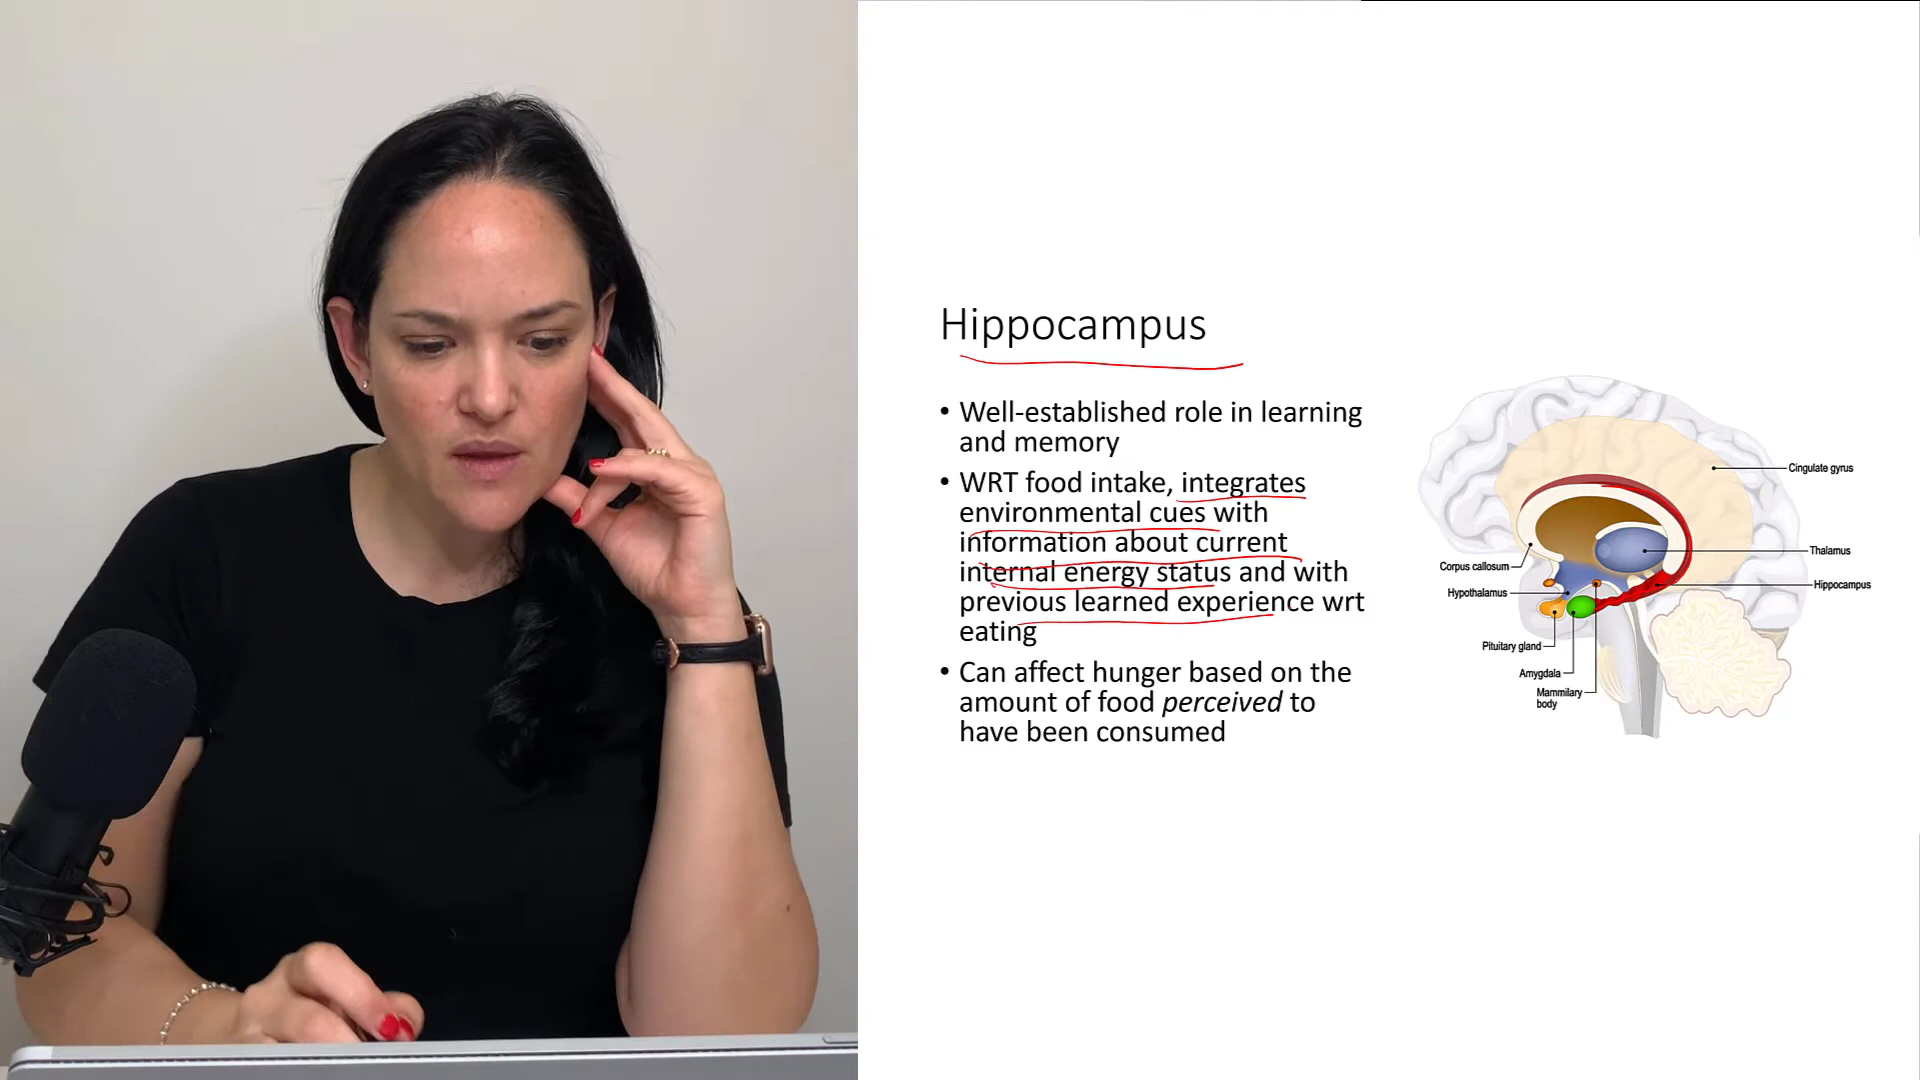 Hippocampus
• Well-established role in learning
and memory
• WRT food intake, integrates
environmental cues with
information about current
internal energy status and with
previous learned experience wrt
eating
• Can affect hunger based on the
amount of food perceived to
have been consumed
Cingulate gyrus
Thalamus
Corpus callosum
Hippocampus
Hypothalamus
Pituitary gland
Amygdala
Mammilary
body